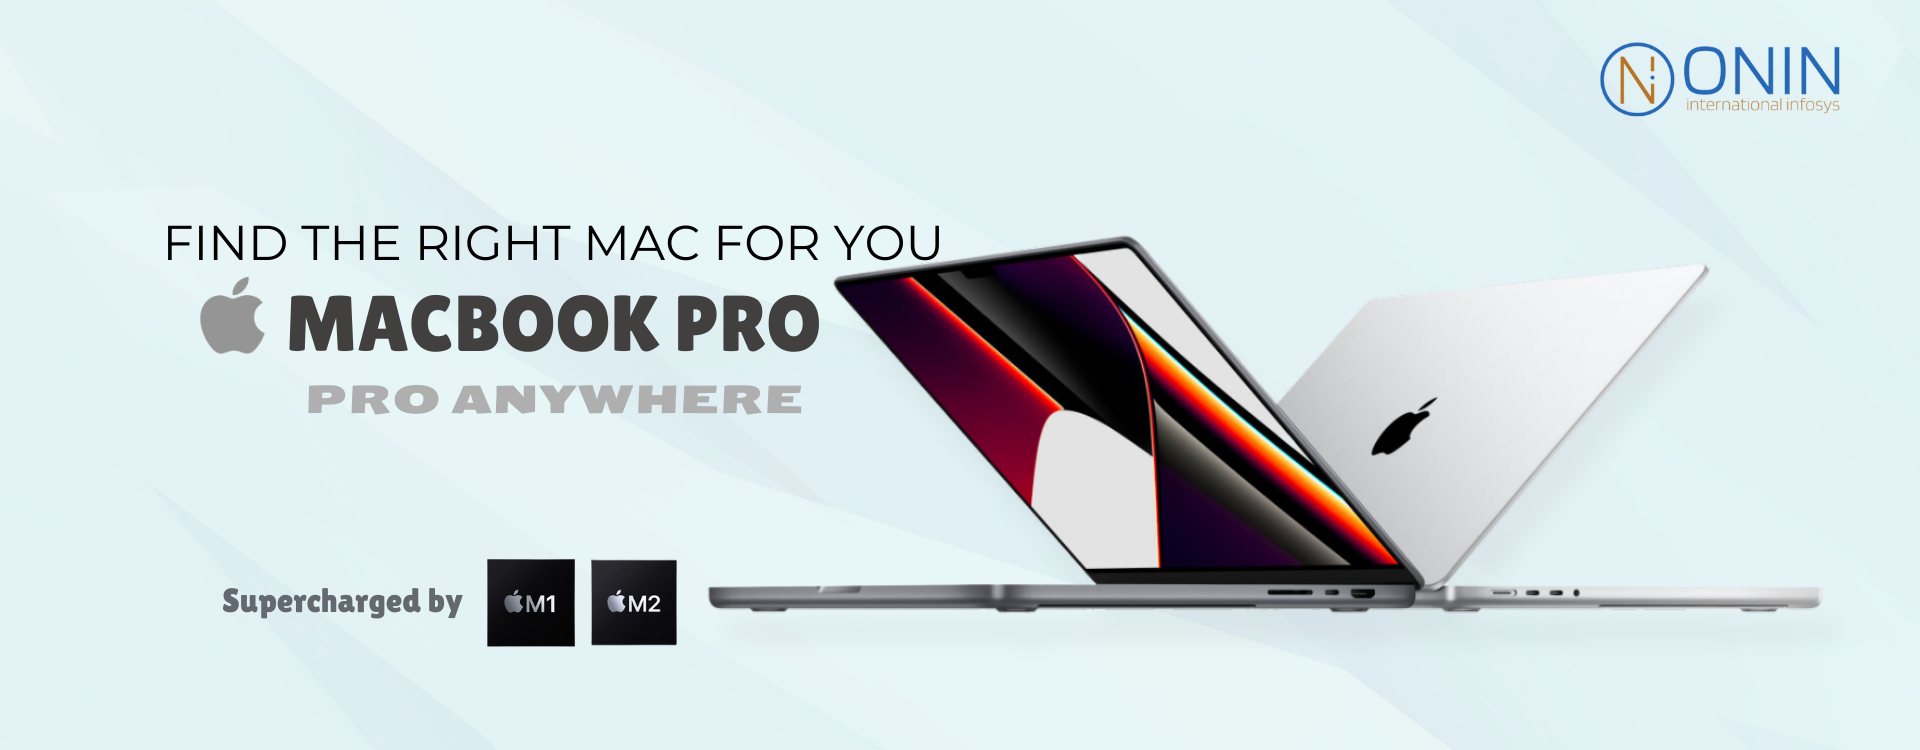 ONIN
international infosys
FIND THE RIGHT MAC FOR YOU
MACBOOK PRO
PRO ANYWHERE
Supercharged by
M1
M2